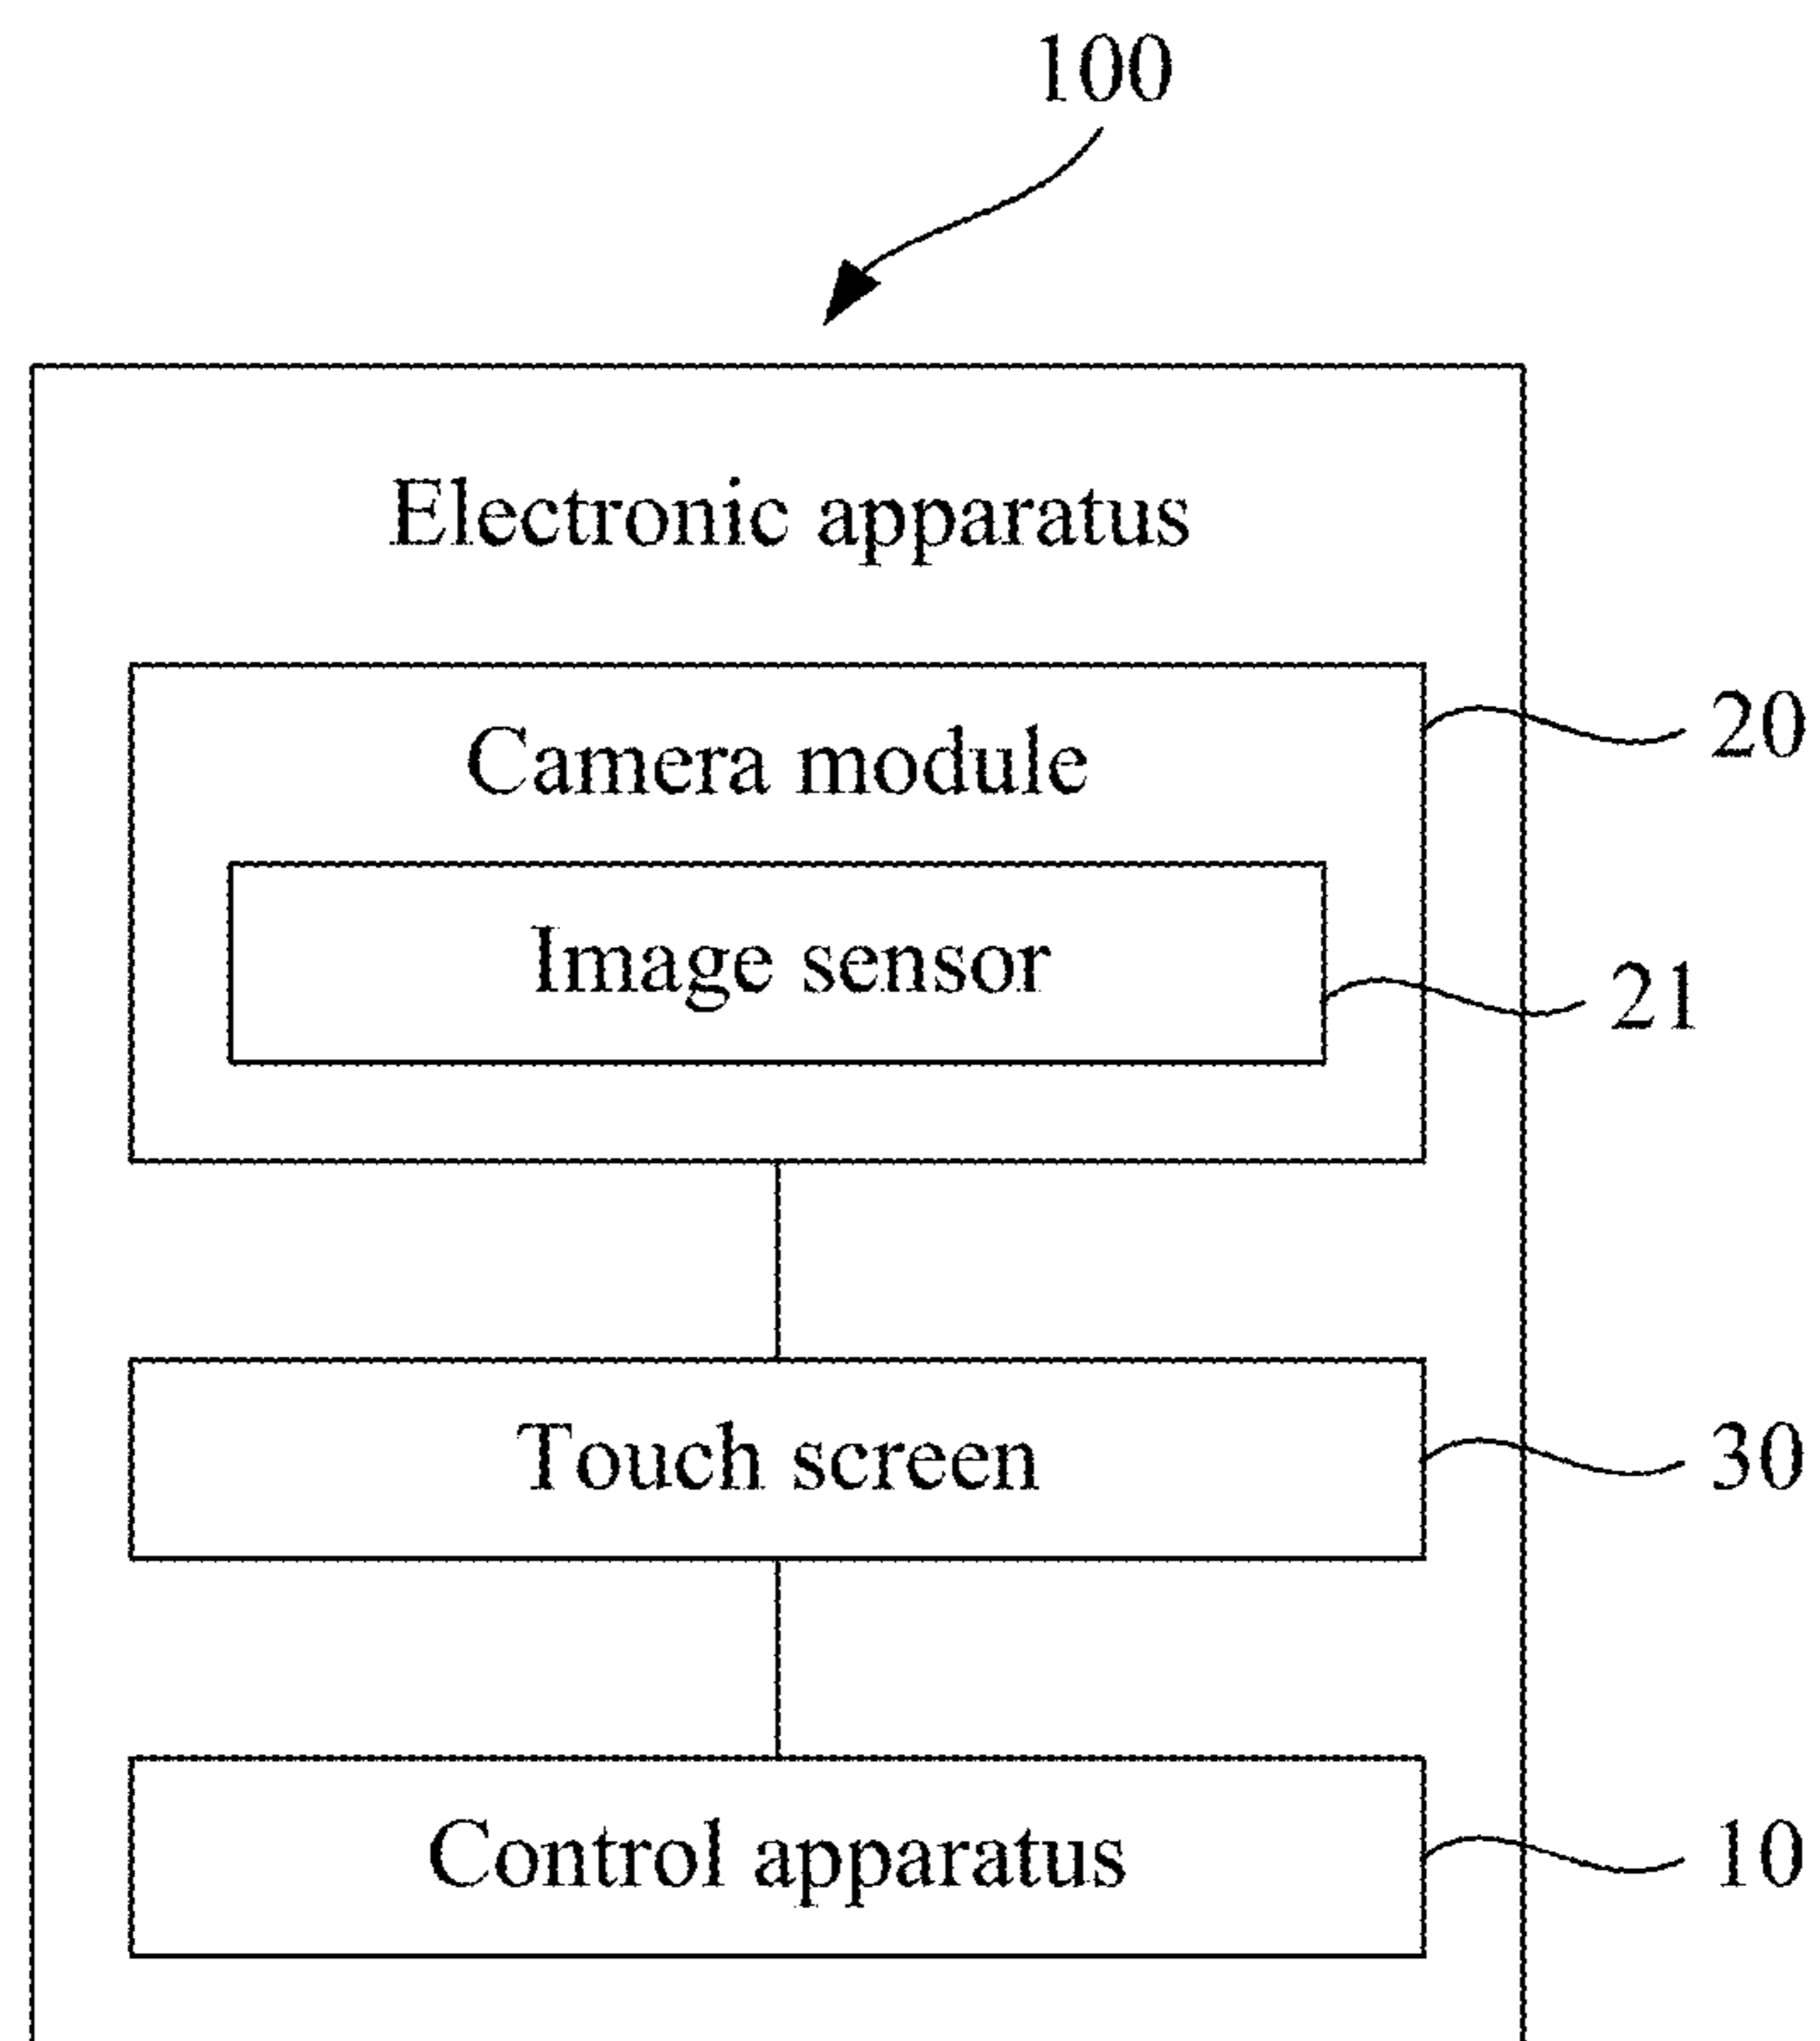 100
Electronic apparatus
Camera module
20
Image sensor
21
Touch screen
30
Control apparatus
10